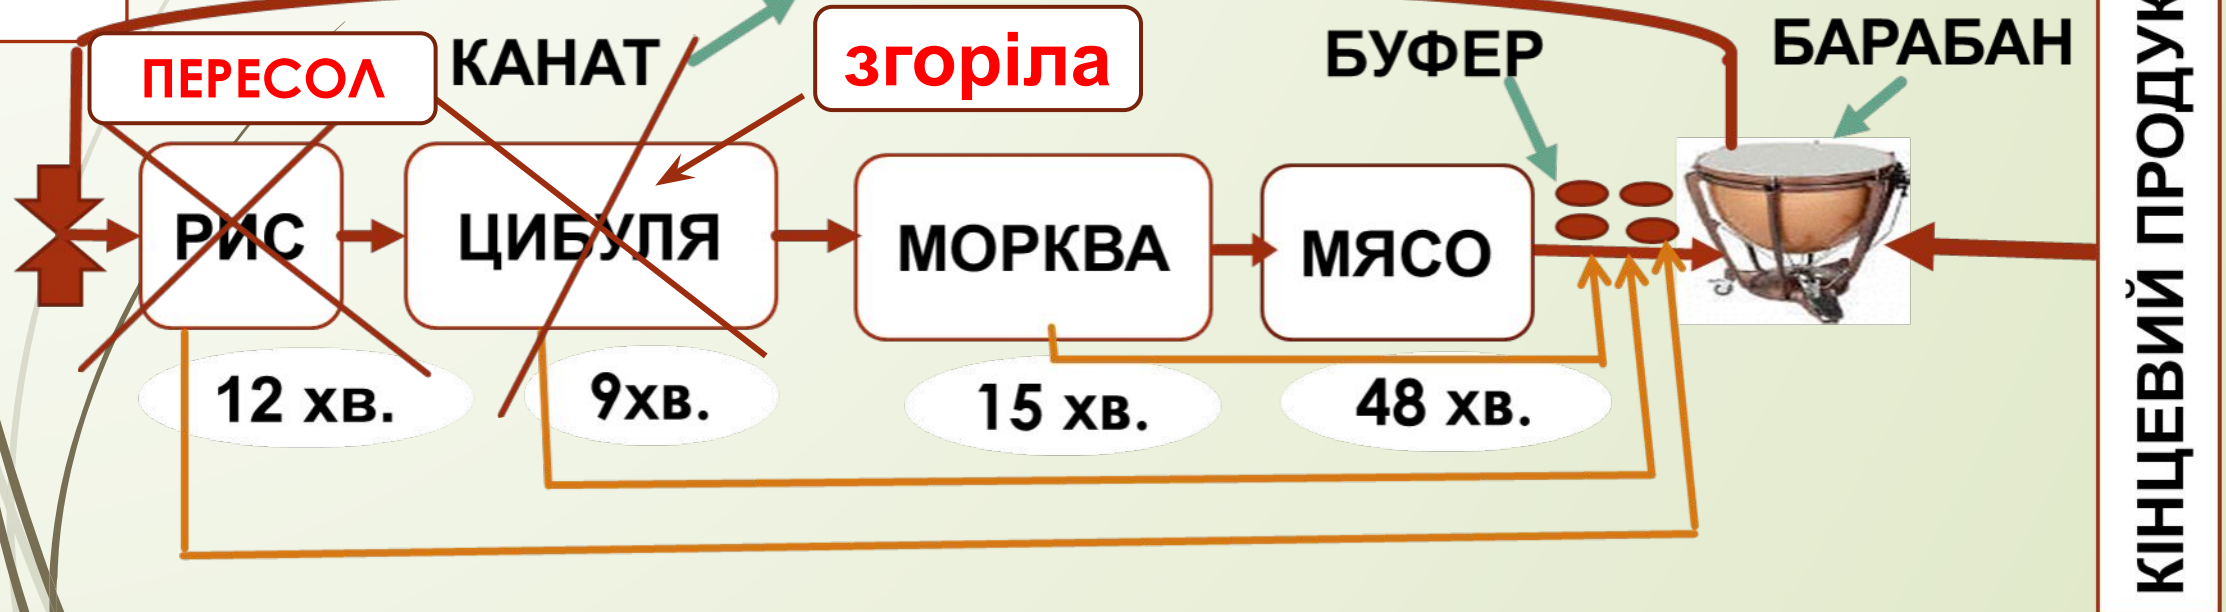 ПЕРЕСОЛ
КАНАТ
згоріла
БУФЕР
БАРАБАН
РИС
ЦИБУЛЯ
МОРКВА
МЯСО
12 хв.
9хв.
15 хв.
48 хв.
КІНЦЕВИЙ ПРОДУК